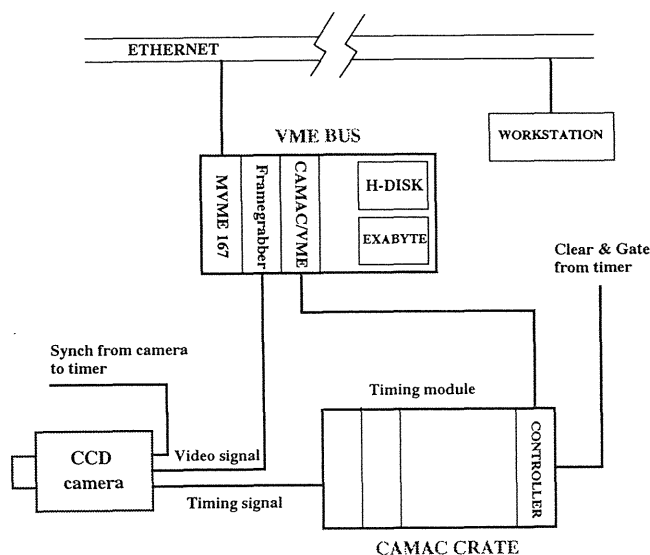 ETHERNET
VME BUS
WORKSTATION
MVME 167
Framegrabber
CAMAC/VME
H-DISK
EXABYTE
Clear & Gate
from timer
Synch from camera
to timer
Timing module
CCD
camera
Video signal
Timing signal
CONTROLLER
CAMAC CRATE